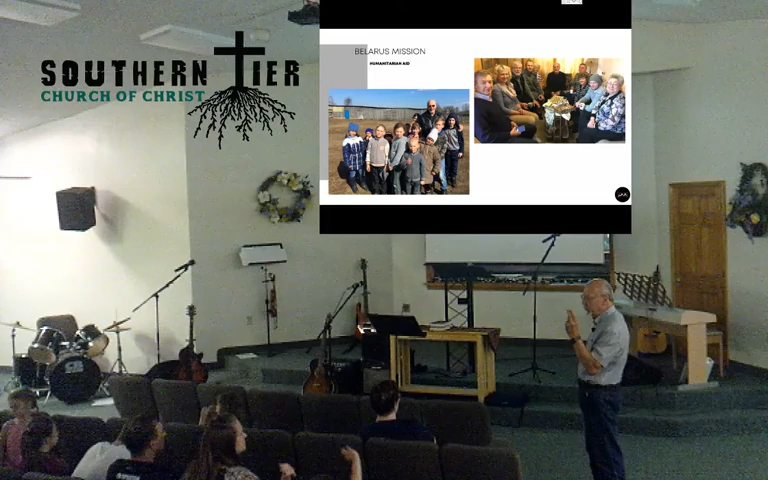 SOUTHERN TIER
CHURCH OF CHRIST
BELARUS MISSION
HUMANITARIAN AID